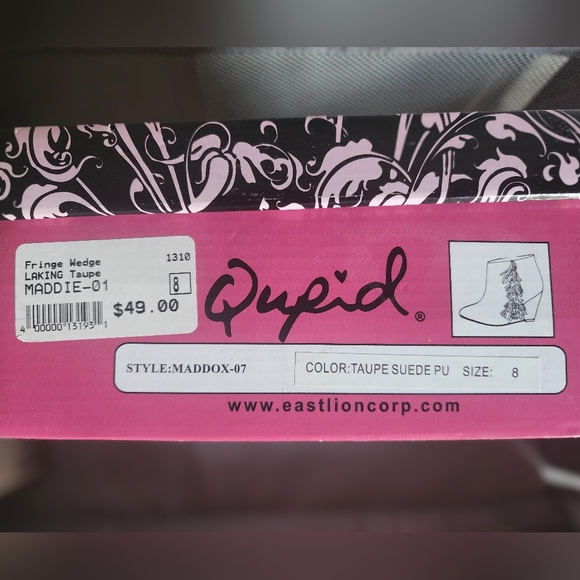 Fringe Wedge 1310
LAKING Taupe
MADDIE-01 8
$49.00
4 00000 13193 1
Qupid®
STYLE:MADDOX-07 COLOR:TAUPE SUEDE PU SIZE: 8
www.eastlioncorp.com